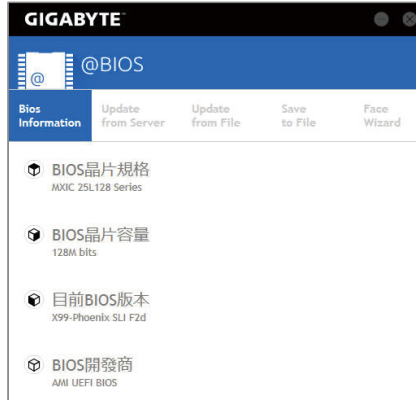 GIGABYTE™
@BIOS
@
Bios Information
Update from Server
Update from File
Save to File
Face Wizard
BIOS晶片規格
MXIC 25L128 Series
BIOS晶片容量
128M bits
目前BIOS版本
X99-Phoenix SLI F2d
BIOS開發商
AMI UEFI BIOS